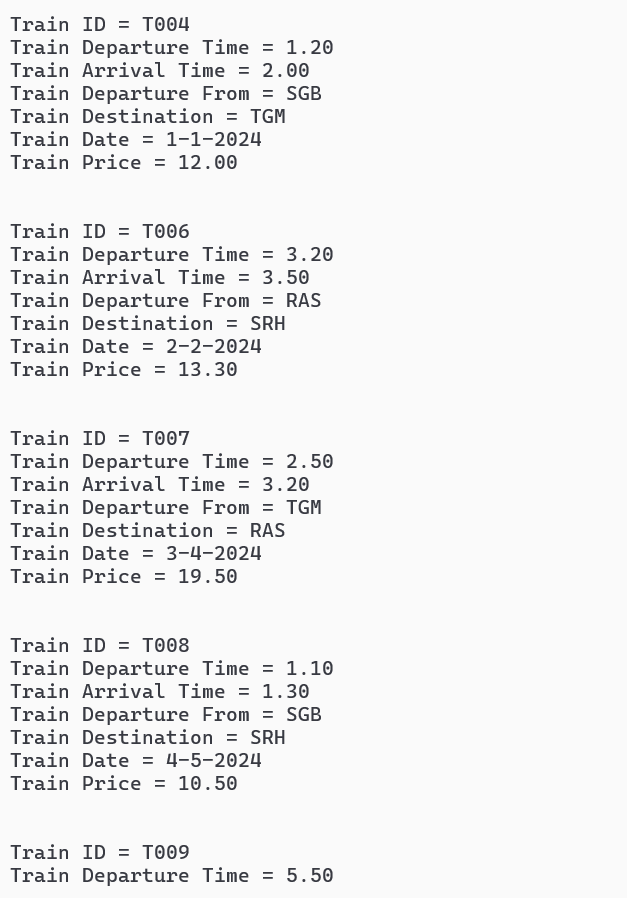 Train ID = T004
Train Departure Time = 1.20
Train Arrival Time = 2.00
Train Departure From = SGB
Train Destination = TGM
Train Date = 1-1-2024
Train Price = 12.00
Train ID = T006
Train Departure Time = 3.20
Train Arrival Time = 3.50
Train Departure From = RAS
Train Destination = SRH
Train Date = 2-2-2024
Train Price = 13.30
Train ID = T007
Train Departure Time = 2.50
Train Arrival Time = 3.20
Train Departure From = TGM
Train Destination = RAS
Train Date = 3-4-2024
Train Price = 19.50
Train ID = T008
Train Departure Time = 1.10
Train Arrival Time = 1.30
Train Departure From = SGB
Train Destination = SRH
Train Date = 4-5-2024
Train Price = 10.50
Train ID = T009
Train Departure Time = 5.50